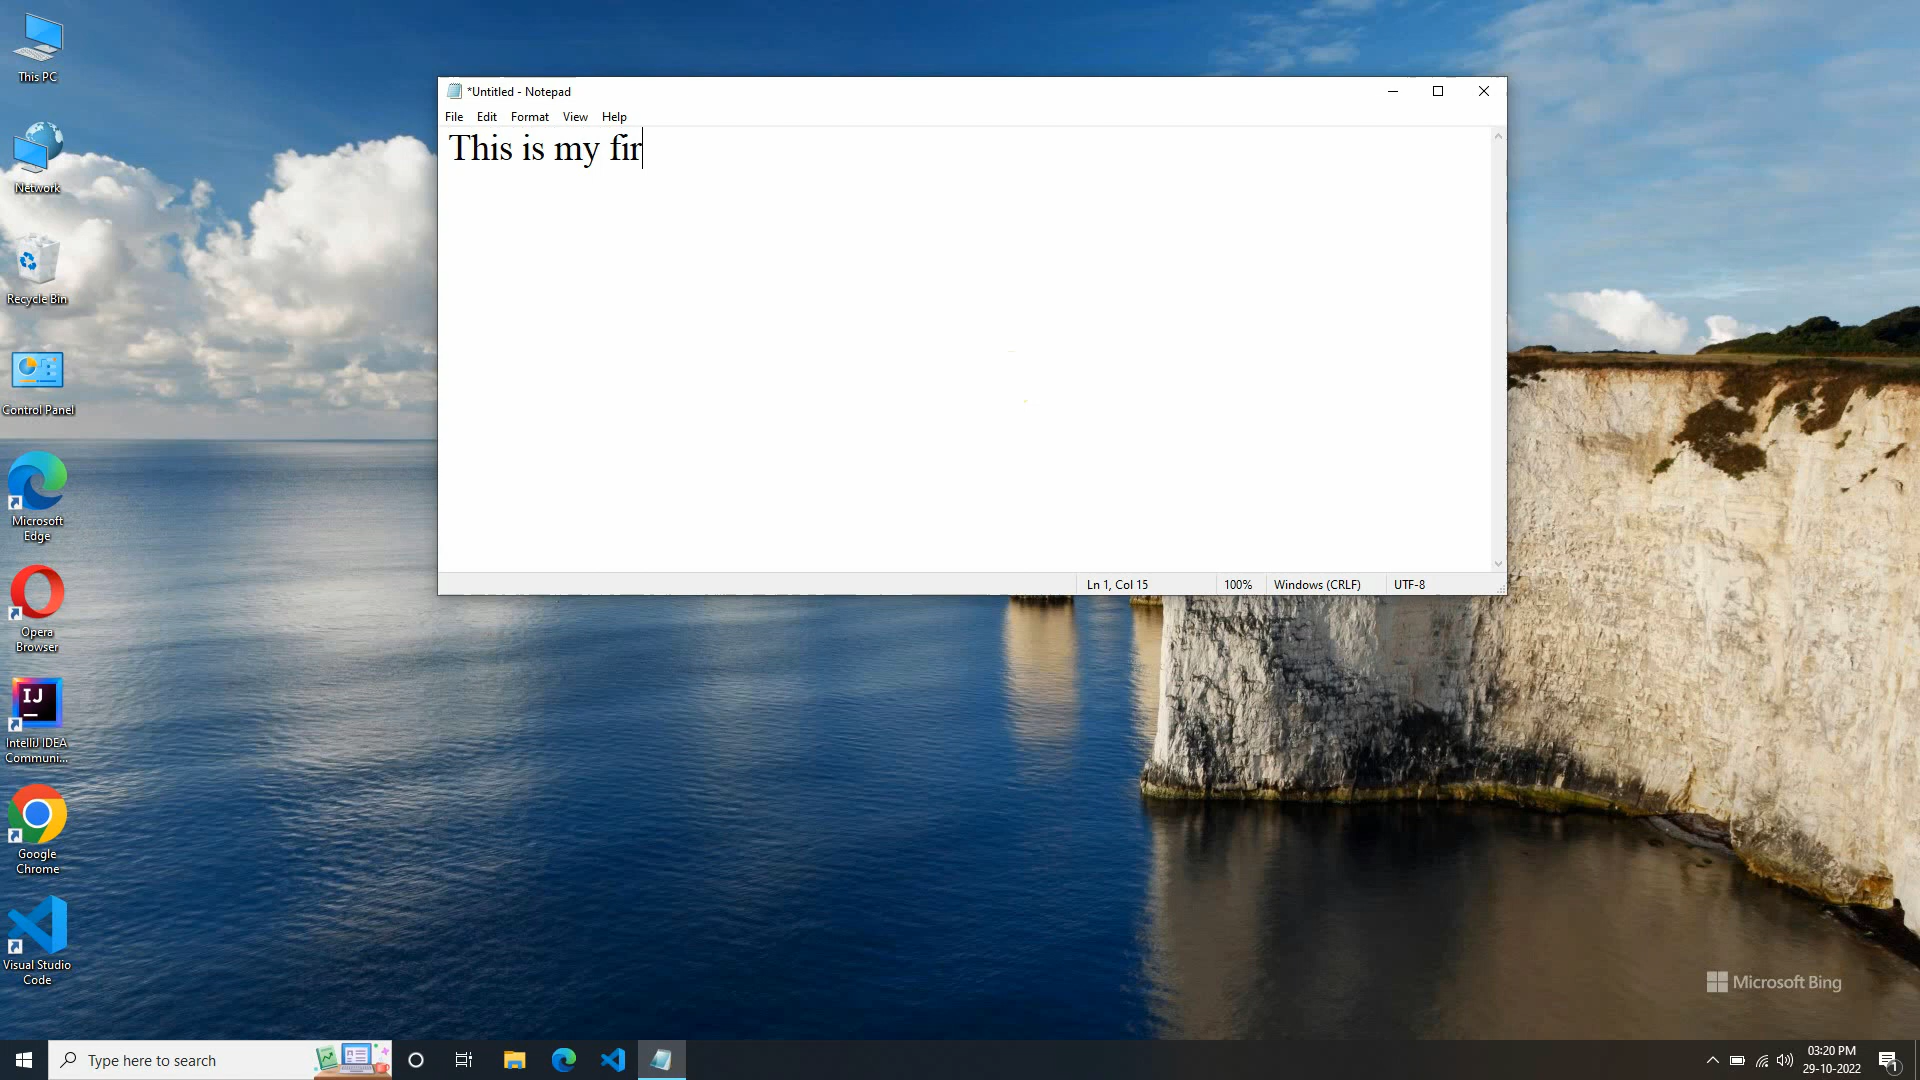 This PC
Network
Recycle Bin
Control Panel
Microsoft
Edge
Opera
Browser
IJ
IntelliJ IDEA
Communi...
Google
Chrome
Visual Studio
Code
*Untitled - Notepad
File Edit Format View Help
This is my fir
Ln 1, Col 15 100% Windows (CRLF) UTF-8
Microsoft Bing
Type here to search
03:20 PM
29-10-2022
1